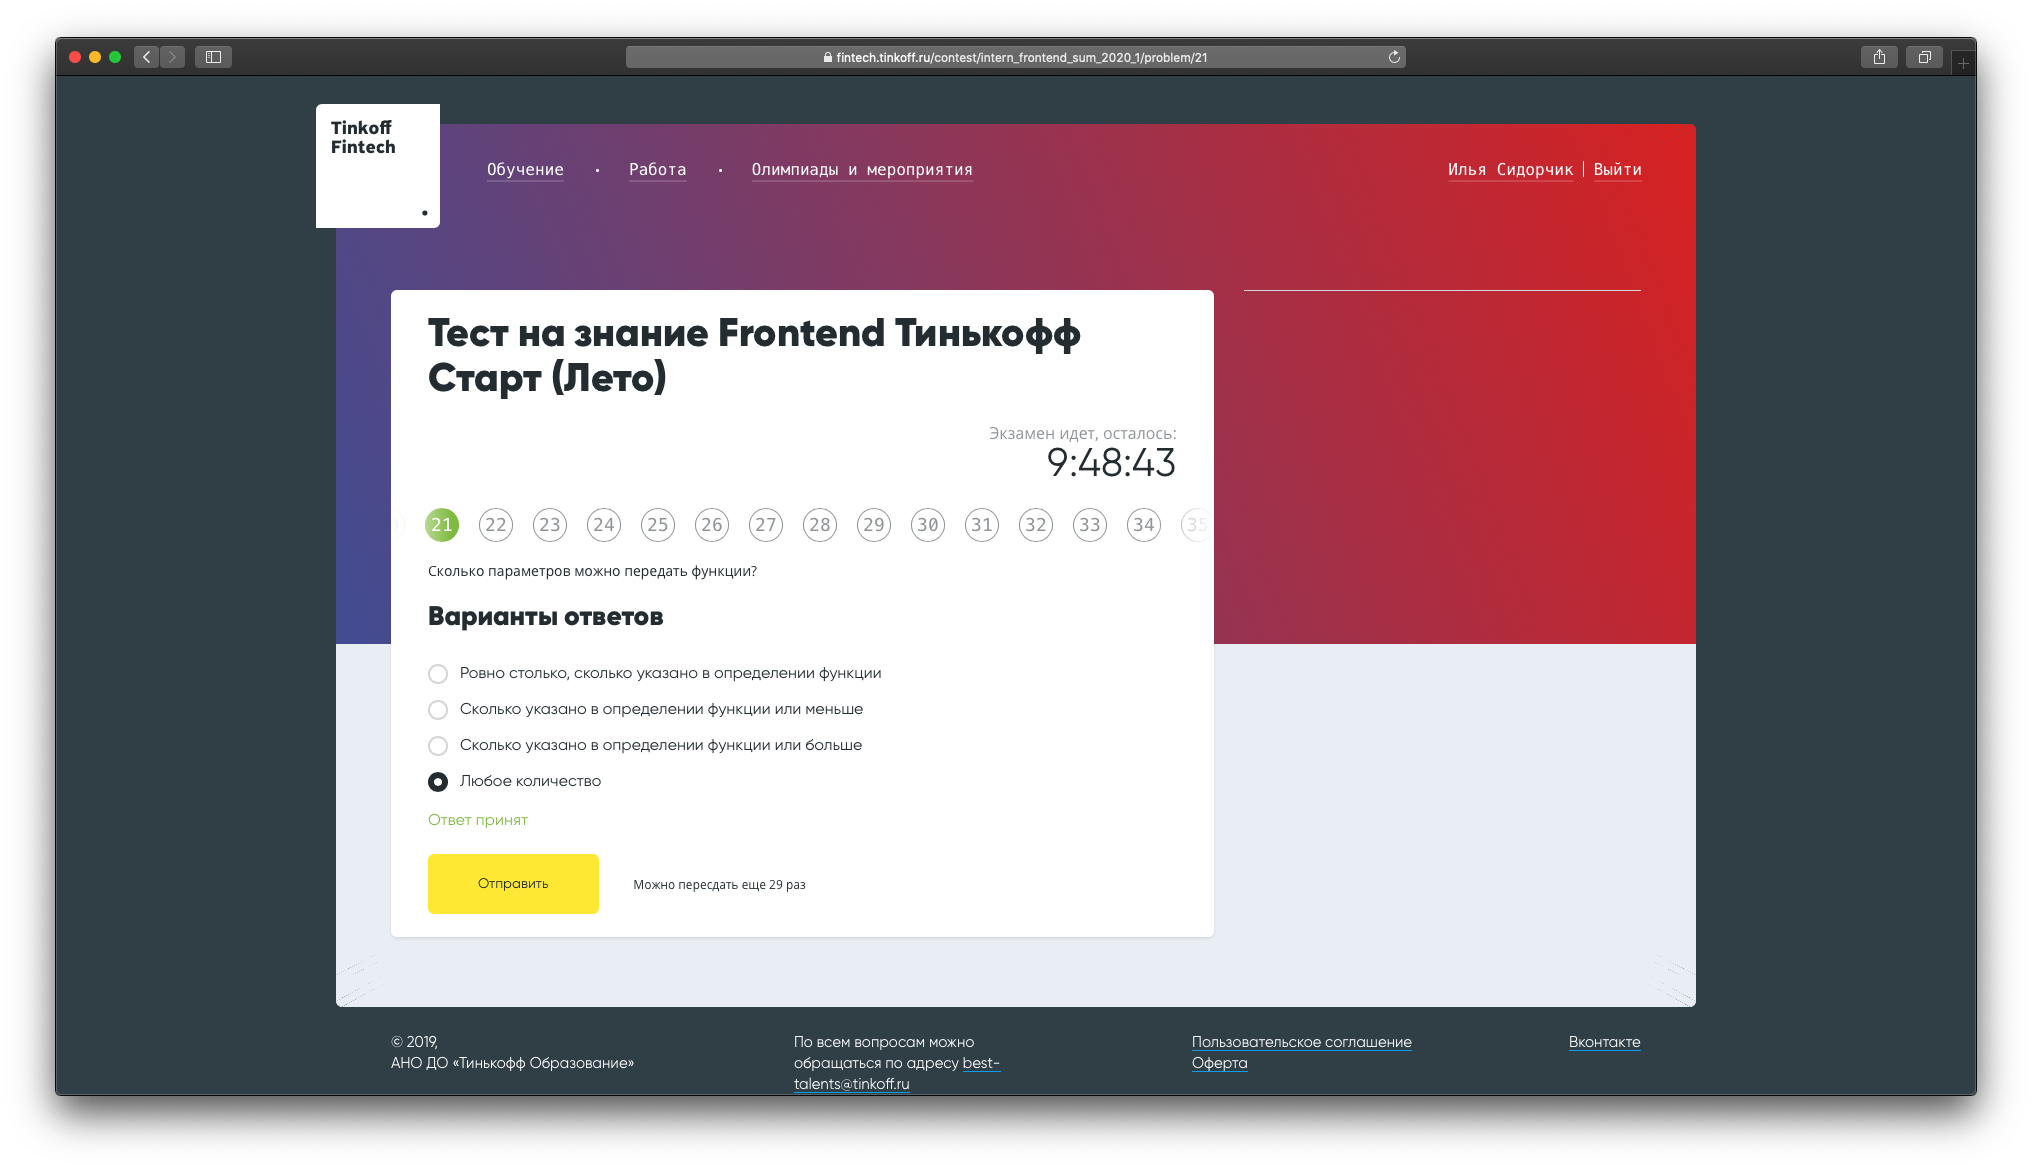 fintech.tinkoff.ru/contest/intern_frontend_sum_2020_1/problem/21
Tinkoff
Fintech
Обучение • Работа • Олимпиады и мероприятия
Илья Сидорчик | Выйти
Тест на знание Frontend Тинькофф
Старт (Лето)
Экзамен идет, осталось:
9:48:43
21 22 23 24 25 26 27 28 29 30 31 32 33 34 35
Сколько параметров можно передать функции?
Варианты ответов
Ровно столько, сколько указано в определении функции
Сколько указано в определении функции или меньше
Сколько указано в определении функции или больше
Любое количество
Ответ принят
Отправить
Можно пересдать еще 29 раз
© 2019,
АНО ДО «Тинькофф Образование»
По всем вопросам можно
обращаться по адресу best-
talents@tinkoff.ru
Пользовательское соглашение
Оферта
Вконтакте